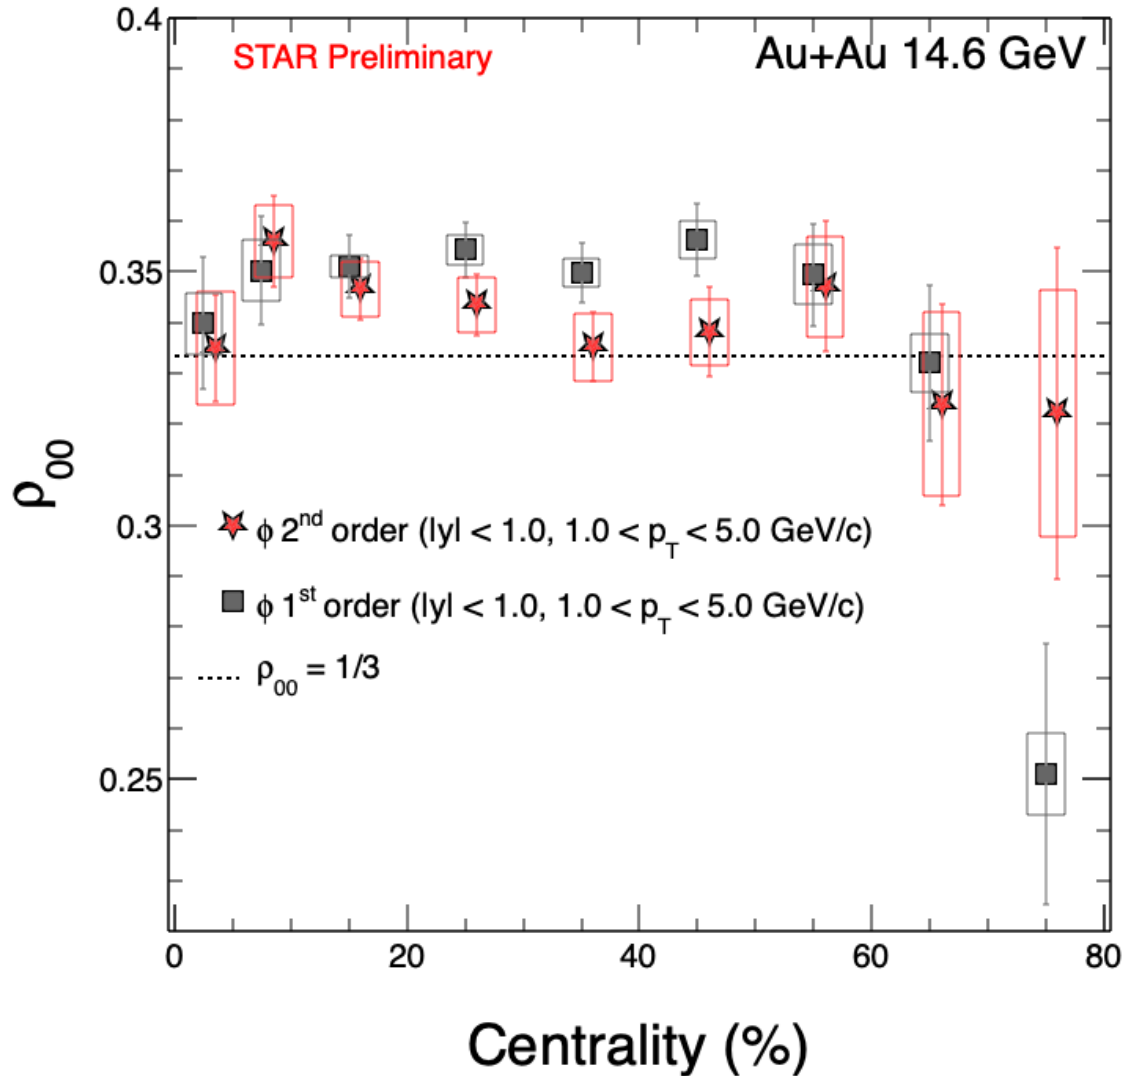 0.4
STAR Preliminary
Au+Au 14.6 GeV
0.35
ρ00
0.3
ϕ 2nd order (|y| < 1.0, 1.0 < pT < 5.0 GeV/c)
ϕ 1st order (|y| < 1.0, 1.0 < pT < 5.0 GeV/c)
ρ00 = 1/3
0.25
0 20 40 60 80
Centrality (%)